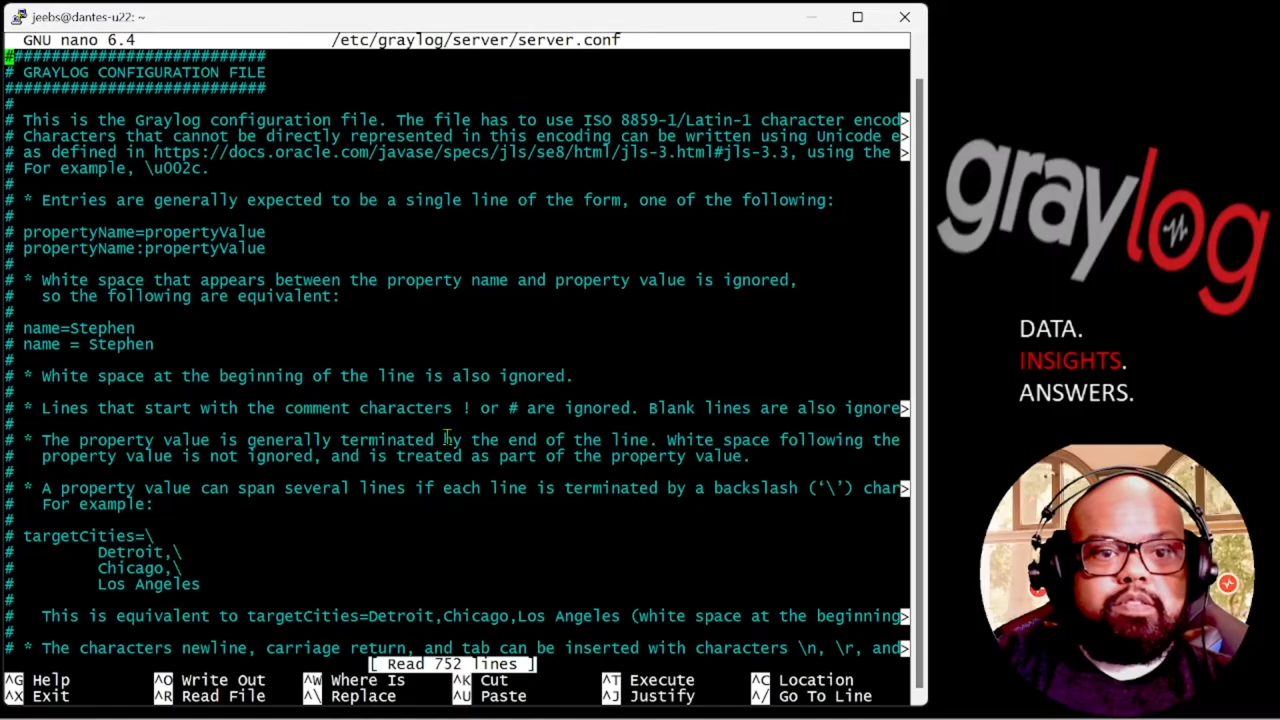 jeebs@dantes-u22: ~
GNU nano 6.4 /etc/graylog/server/server.conf
############################
# GRAYLOG CONFIGURATION FILE
############################
#
# This is the Graylog configuration file. The file has to use ISO 8859-1/Latin-1 character encod>
# Characters that cannot be directly represented in this encoding can be written using Unicode e>
# as defined in https://docs.oracle.com/javase/specs/jls/se8/html/jls-3.html#jls-3.3, using the >
# For example, \u002c.
#
# * Entries are generally expected to be a single line of the form, one of the following:
#
# propertyName=propertyValue
# propertyName:propertyValue
#
# * White space that appears between the property name and property value is ignored,
#   so the following are equivalent:
#
# name=Stephen
# name = Stephen
#
# * White space at the beginning of the line is also ignored.
#
# * Lines that start with the comment characters ! or # are ignored. Blank lines are also ignore>
#
# * The property value is generally terminated by the end of the line. White space following the
#   property value is not ignored, and is treated as part of the property value.
#
# * A property value can span several lines if each line is terminated by a backslash (‘\’) char>
#   For example:
#
# targetCities=\
#         Detroit,\
#         Chicago,\
#         Los Angeles
#
#   This is equivalent to targetCities=Detroit,Chicago,Los Angeles (white space at the beginning>
#
# * The characters newline, carriage return, and tab can be inserted with characters \n, \r, and>
[ Read 752 lines ]
^G Help ^O Write Out ^W Where Is ^K Cut ^T Execute ^C Location
^X Exit ^R Read File ^\ Replace ^U Paste ^J Justify ^/ Go To Line
graylog
DATA.
INSIGHTS.
ANSWERS.